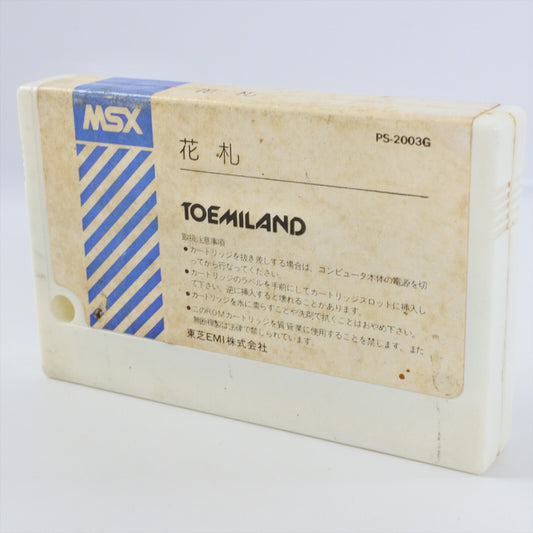 花札
MSX
PS-2003G
花札
TOEMILAND
取扱注意事項
●カートリッジを抜き差しする場合は、コンピュータ本体の電源を切
ってから行なってください。
●カートリッジのラベルを手前にしてカートリッジスロットに挿入し
て下さい。逆に挿入すると壊れることがあります。
●カートリッジを水に濡らすことや洗剤で拭くことはおやめ下さい。
●このROMカートリッジを賃貸業に使用することを禁じます。また
無断複製は法律で禁じられています。
東芝EMI株式会社